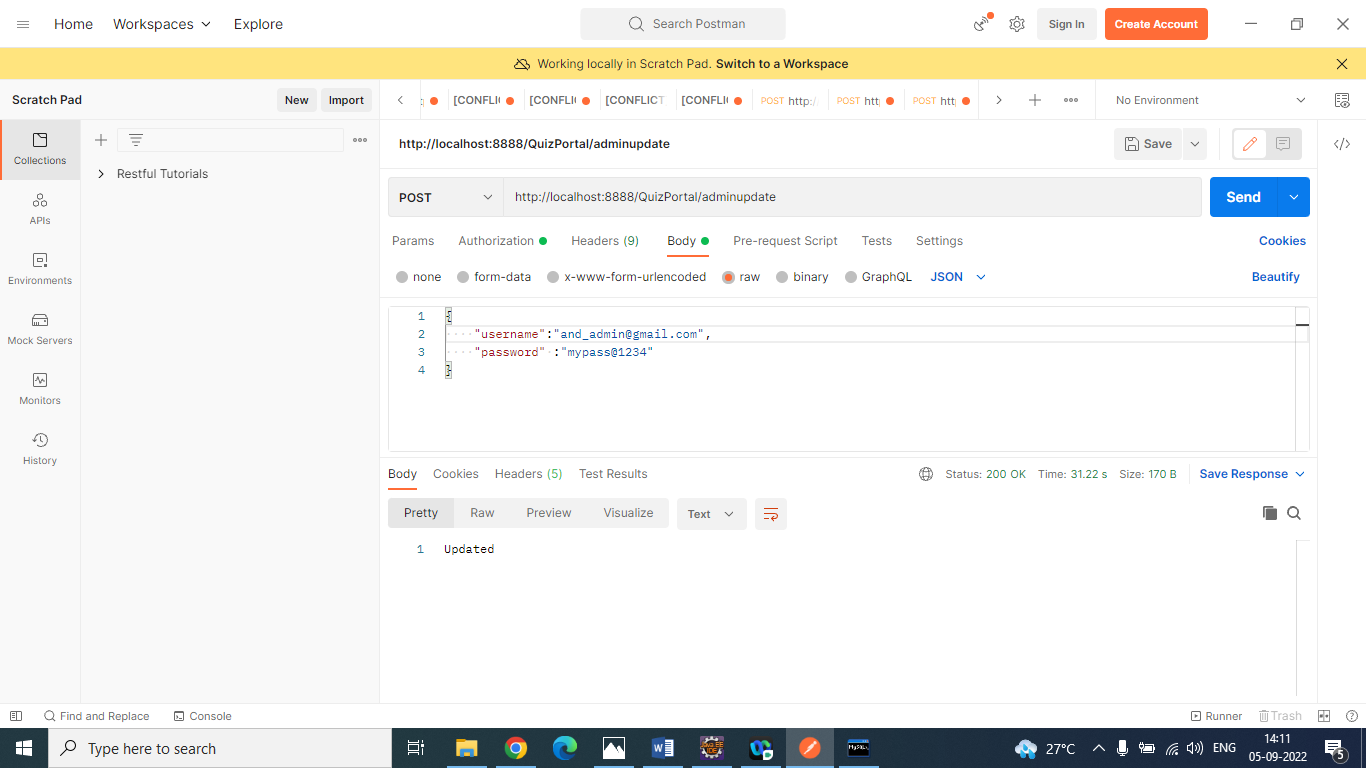 Home Workspaces Explore Search Postman Sign In Create Account
Working locally in Scratch Pad. Switch to a Workspace
Scratch Pad New Import [CONFLI [CONFLI [CONFLICT [CONFLI POST http:/ POST htt POST htt No Environment
Collections
APIs
Environments
Mock Servers
Monitors
History
Restful Tutorials
http://localhost:8888/QuizPortal/adminupdate Save
POST http://localhost:8888/QuizPortal/adminupdate Send
Params Authorization Headers (9) Body Pre-request Script Tests Settings Cookies
none form-data x-www-form-urlencoded raw binary GraphQL JSON Beautify
1 {
2 "username":"and_admin@gmail.com",
3 "password" :"mypass@1234"
4 }
Body Cookies Headers (5) Test Results Status: 200 OK Time: 31.22 s Size: 170 B Save Response
Pretty Raw Preview Visualize Text
1 Updated
Find and Replace Console Runner Trash
Type here to search 27°C ENG 14:11
05-09-2022 5